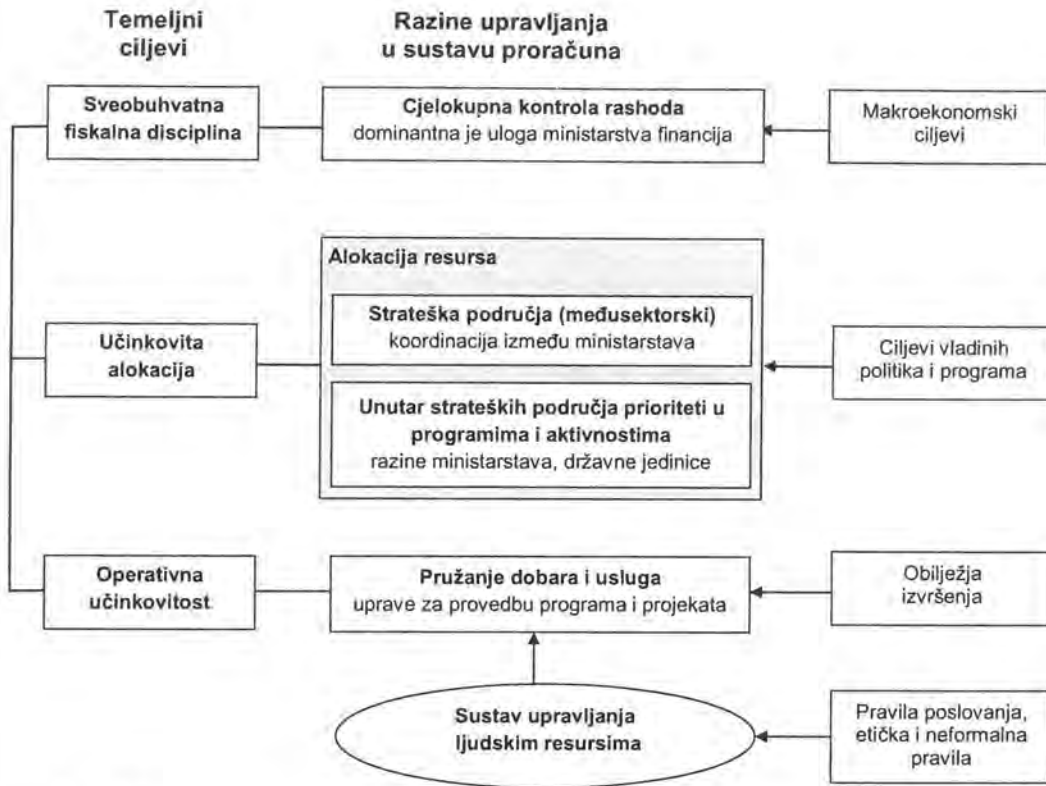 Temeljni
ciljevi
Razine upravljanja
u sustavu proračuna
Sveobuhvatna
fiskalna disciplina
Cjelokupna kontrola rashoda
dominantna je uloga ministarstva financija
Makroekonomski
ciljevi
Alokacija resursa
Strateška područja (međusektorski)
koordinacija između ministarstava
Učinkovita
alokacija
Ciljevi vladinih
politika i programa
Unutar strateških područja prioriteti u
programima i aktivnostima
razine ministarstava, državne jedinice
Operativna
učinkovitost
Pružanje dobara i usluga
uprave za provedbu programa i projekata
Obilježja
izvršenja
Sustav upravljanja
ljudskim resursima
Pravila poslovanja,
etička i neformalna
pravila